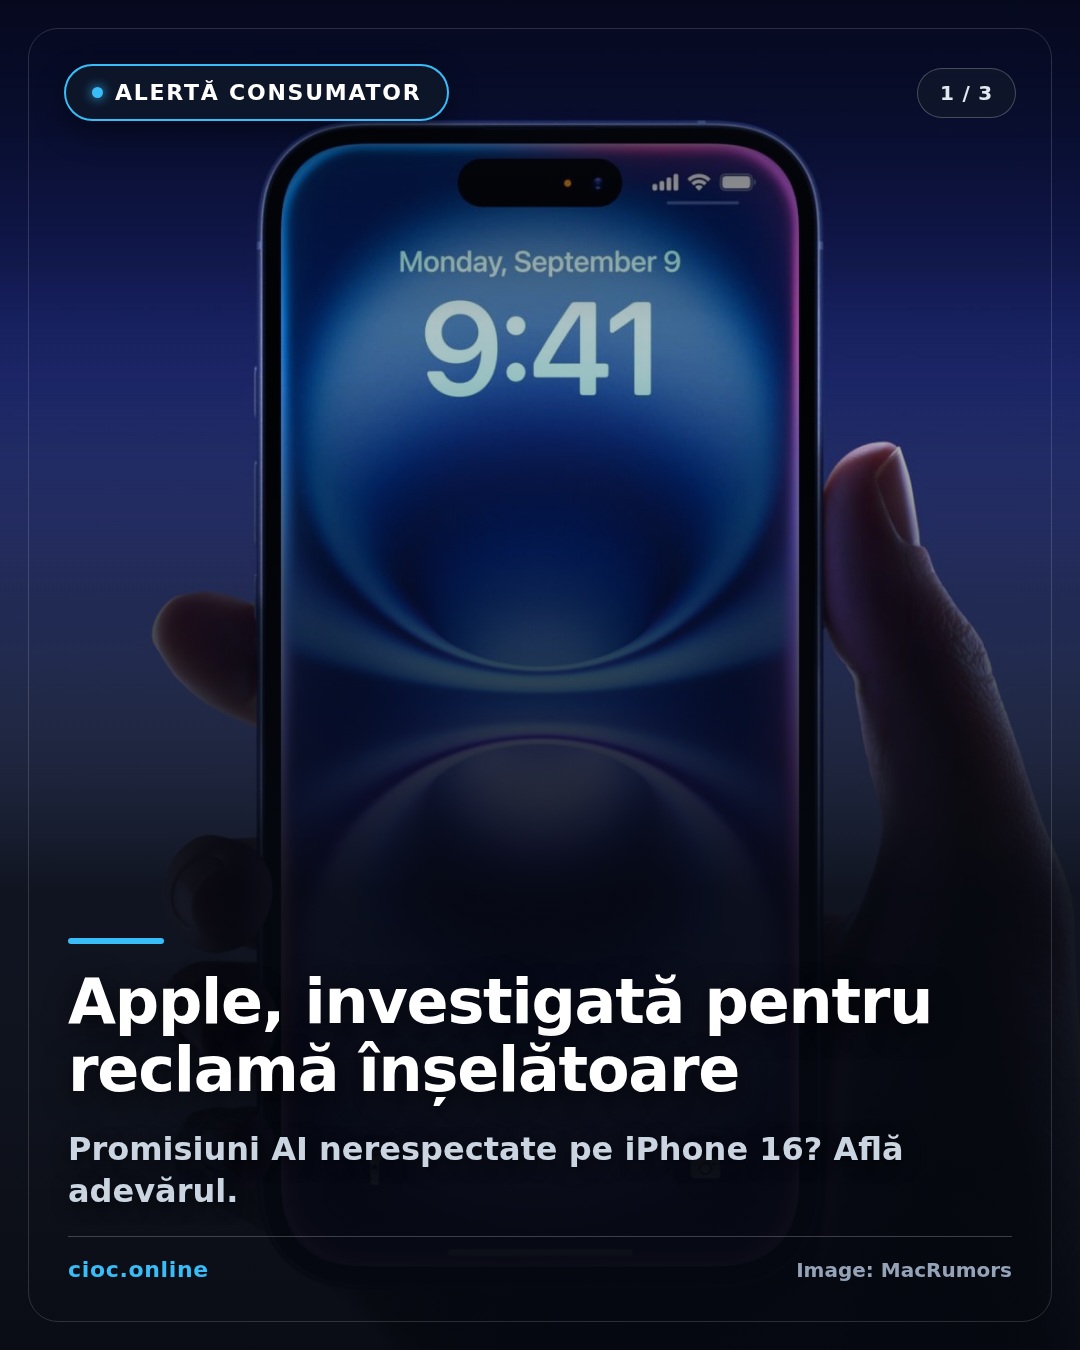 ALERTĂ CONSUMATOR
1 / 3
Monday, September 9
9:41
Apple, investigată pentru
reclamă înșelătoare
Promisiuni AI nerespectate pe iPhone 16? Află
adevărul.
cioc.online
Image: MacRumors